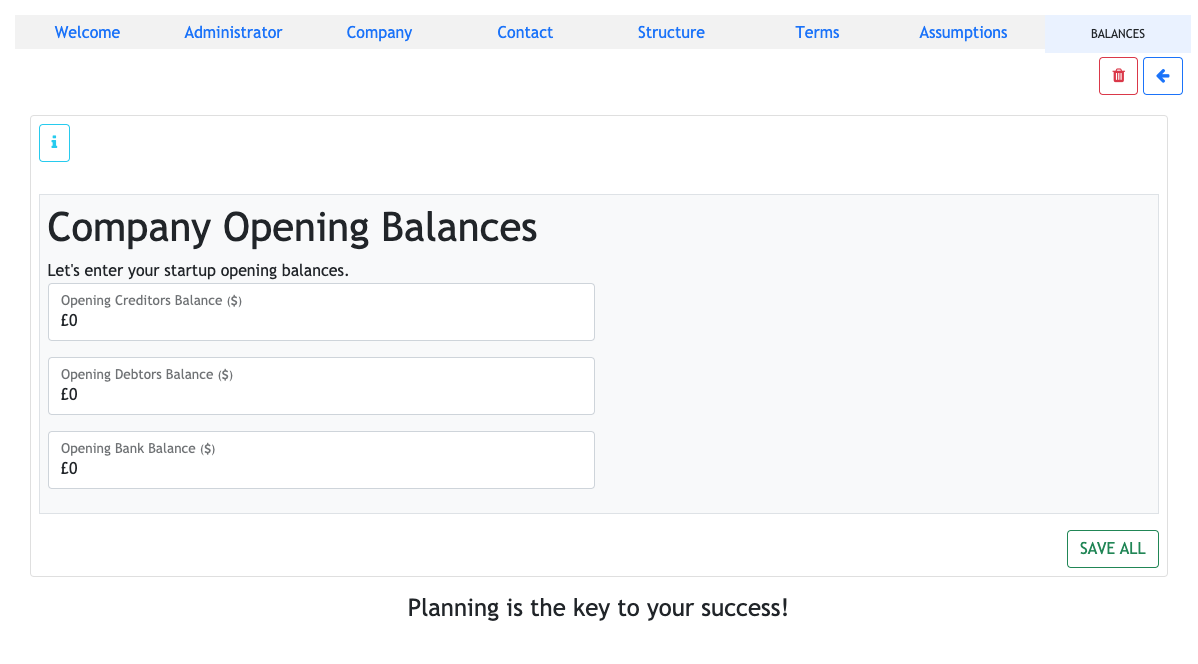 Welcome Administrator Company Contact Structure Terms Assumptions BALANCES
i
Company Opening Balances
Let's enter your startup opening balances.
Opening Creditors Balance ($)
£0
Opening Debtors Balance ($)
£0
Opening Bank Balance ($)
£0
SAVE ALL
Planning is the key to your success!